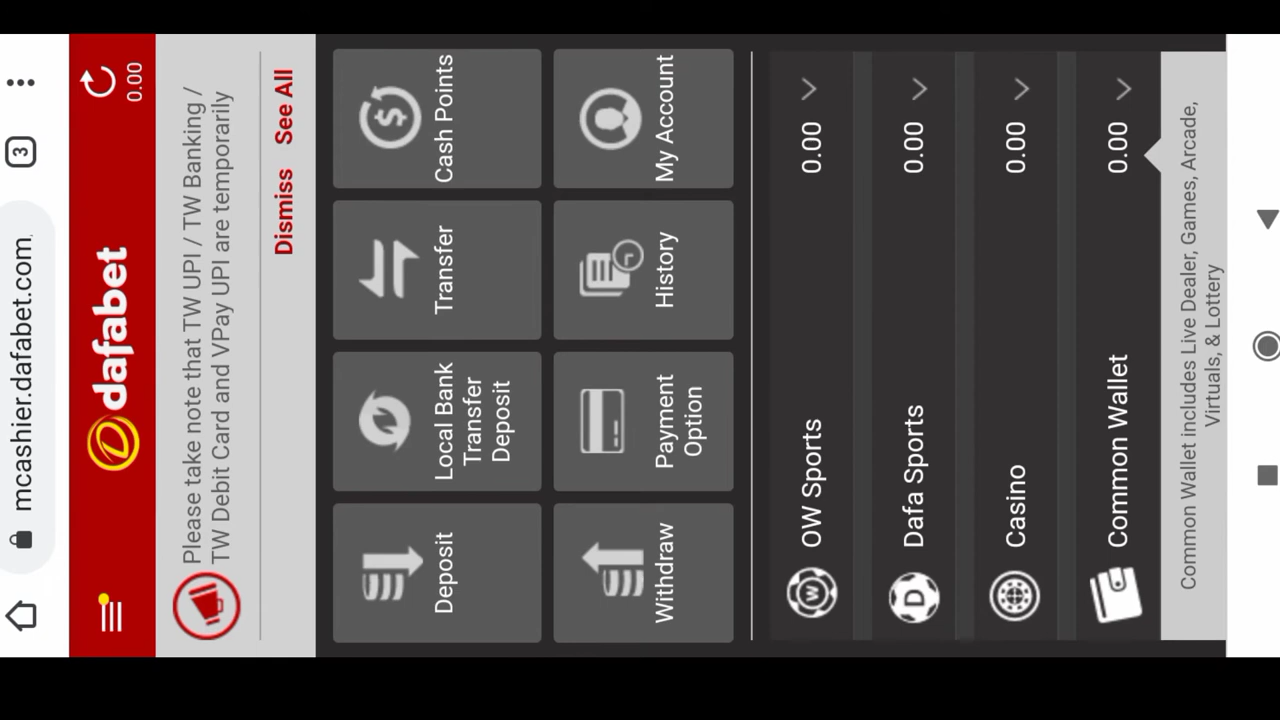 mcashier.dafabet.com
3
dafabet
0.00
Please take note that TW UPI / TW Banking /
TW Debit Card and VPay UPI are temporarily
Dismiss See All
Deposit
Local Bank
Transfer
Deposit
Transfer
Cash Points
Withdraw
Payment
Option
History
My Account
OW Sports 0.00
Dafa Sports 0.00
Casino 0.00
Common Wallet 0.00
Common Wallet includes Live Dealer, Games, Arcade,
Virtuals, & Lottery